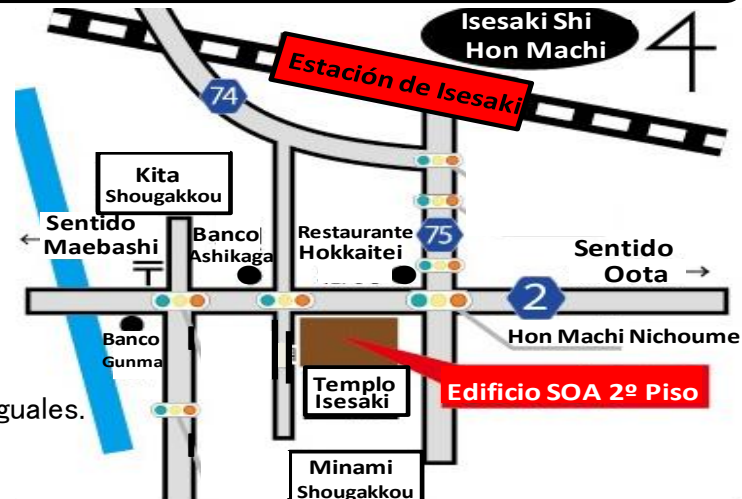 Isesaki Shi
Hon Machi
Estación de Isesaki
74
Kita
Shougakkou
Sentido
Maebashi
Banco
Ashikaga
Restaurante
Hokkaitei
75
Sentido
Oota
2
Hon Machi Nichoume
Banco
Gunma
Templo
Isesaki
Edificio SOA 2º Piso
guales.
Minami
Shougakkou